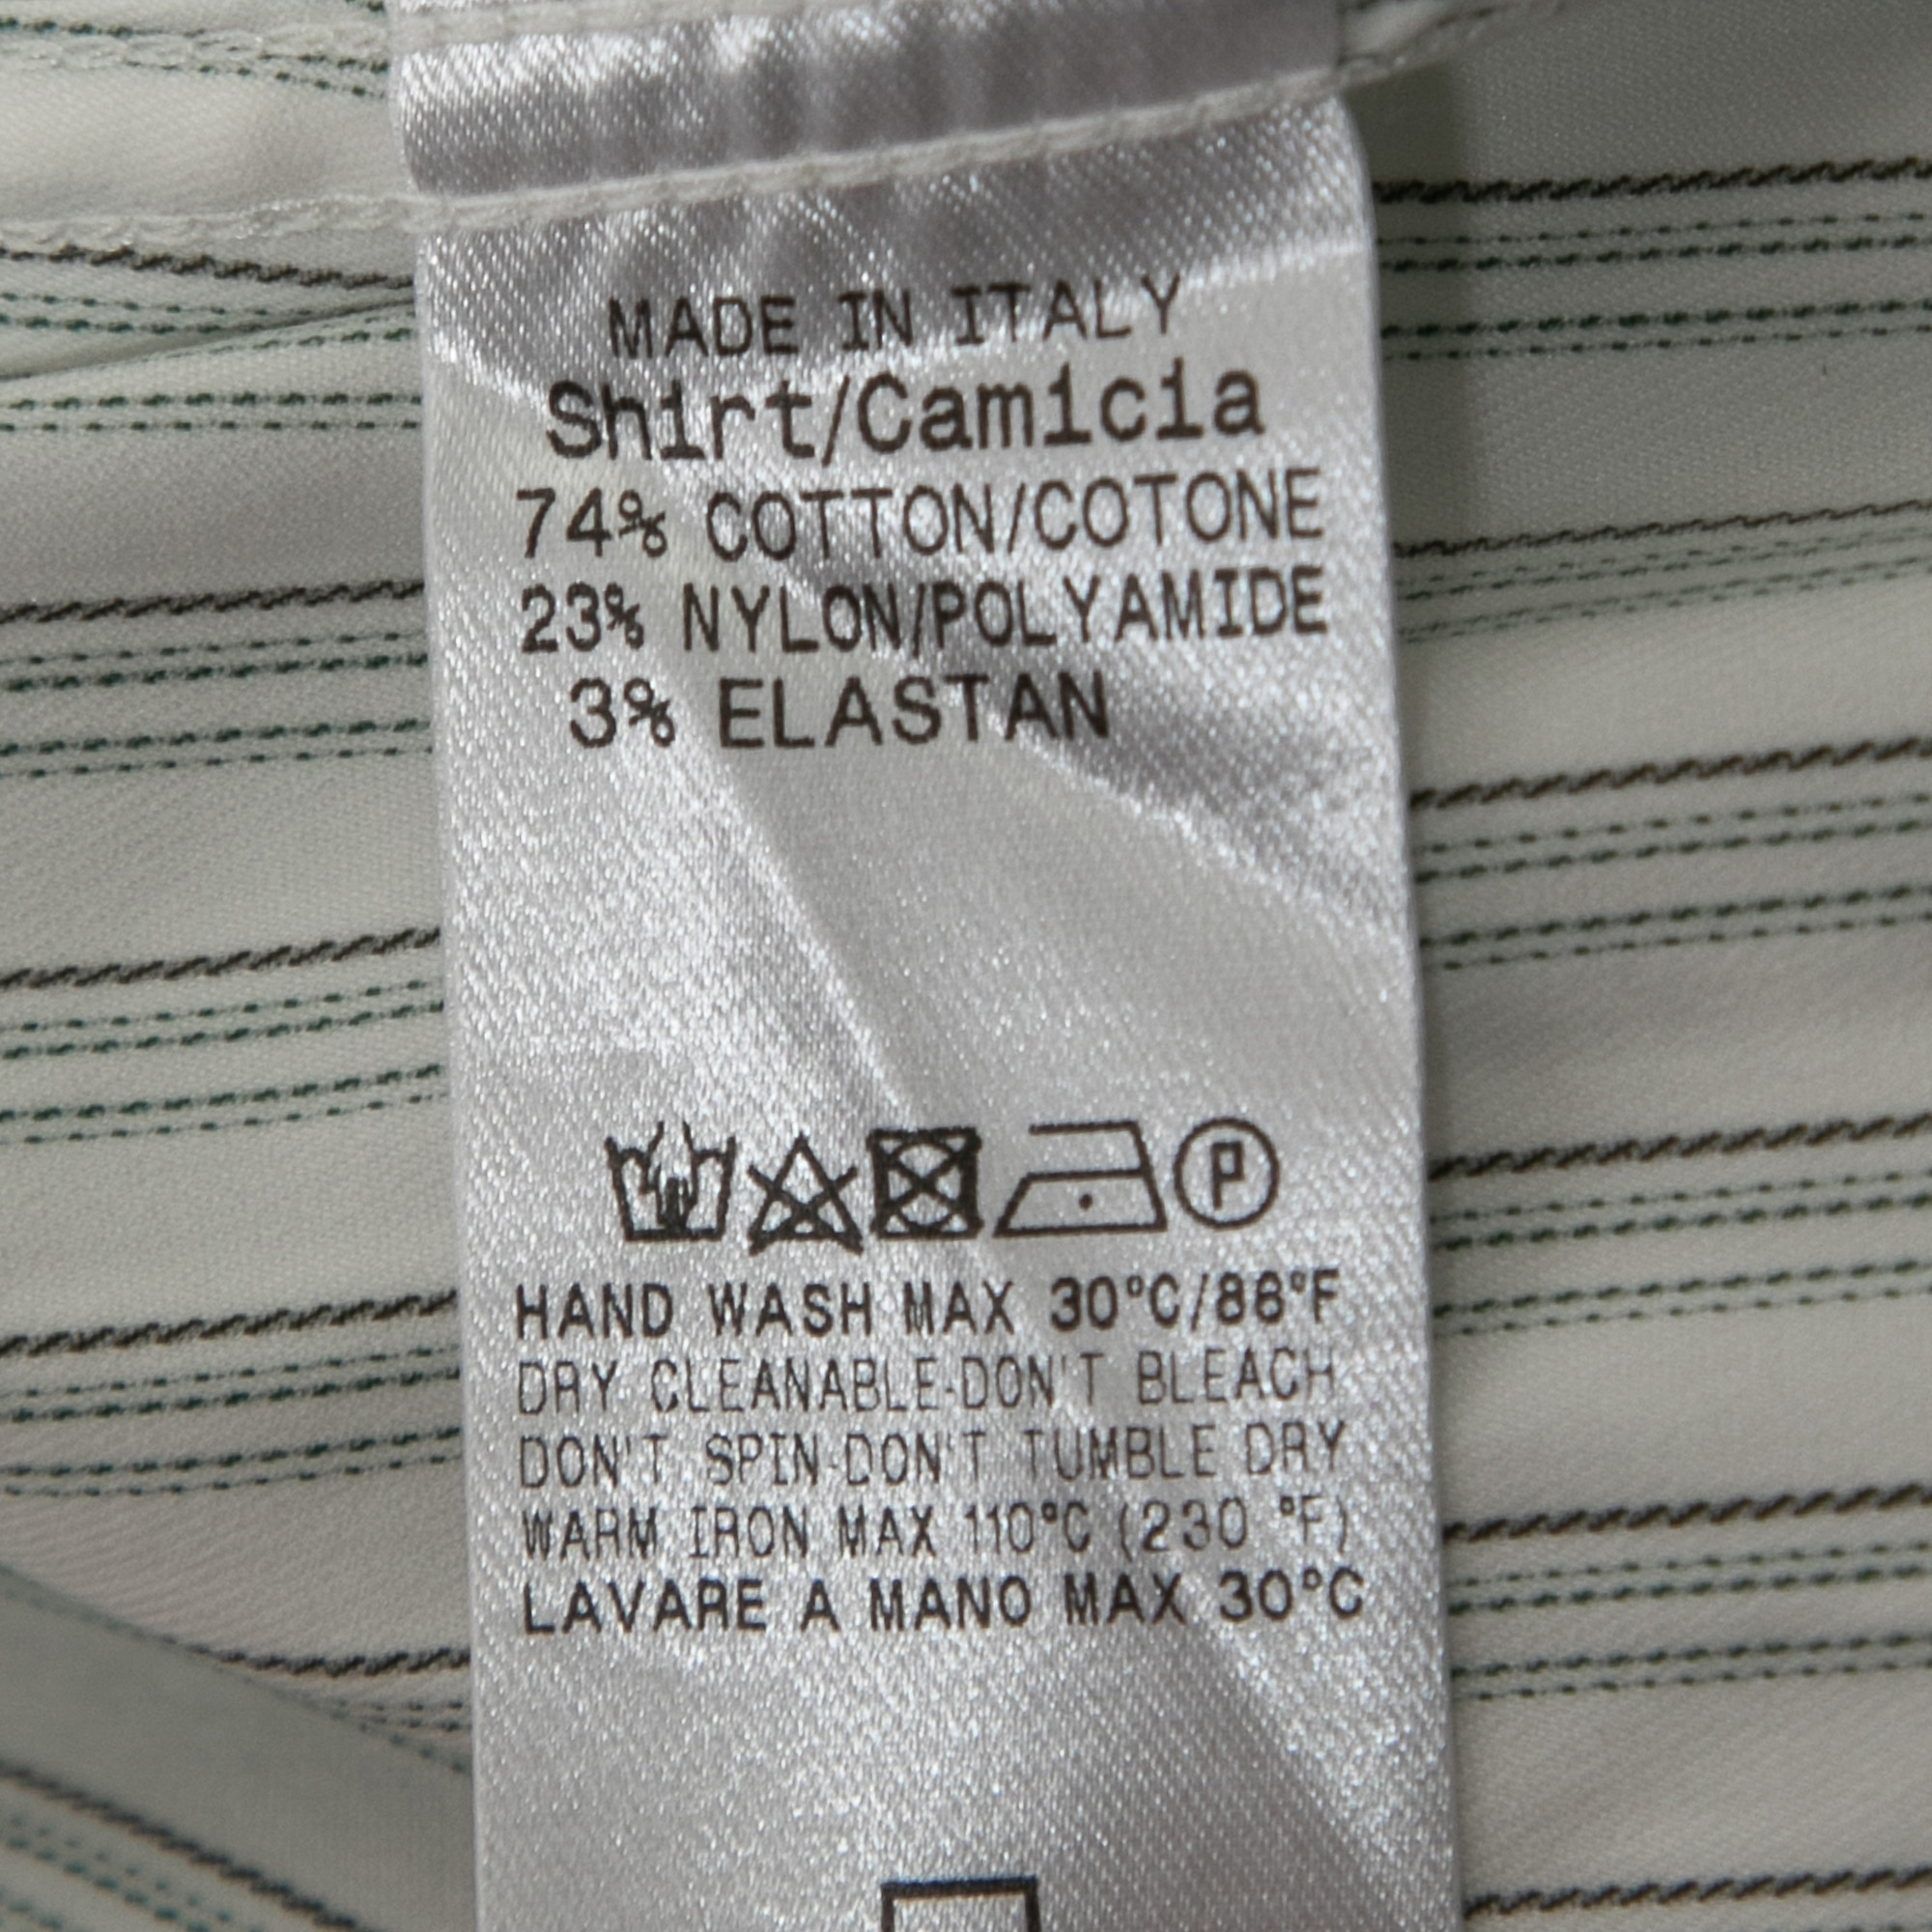 MADE IN ITALY
Shirt/Camicia
74% COTTON/COTONE
23% NYLON/POLYAMIDE
3% ELASTAN
P
HAND WASH MAX 30°C/86°F
DRY CLEANABLE-DON'T BLEACH
DON'T SPIN-DON'T TUMBLE DRY
WARM IRON MAX 110°C (230 °F)
LAVARE A MANO MAX 30°C